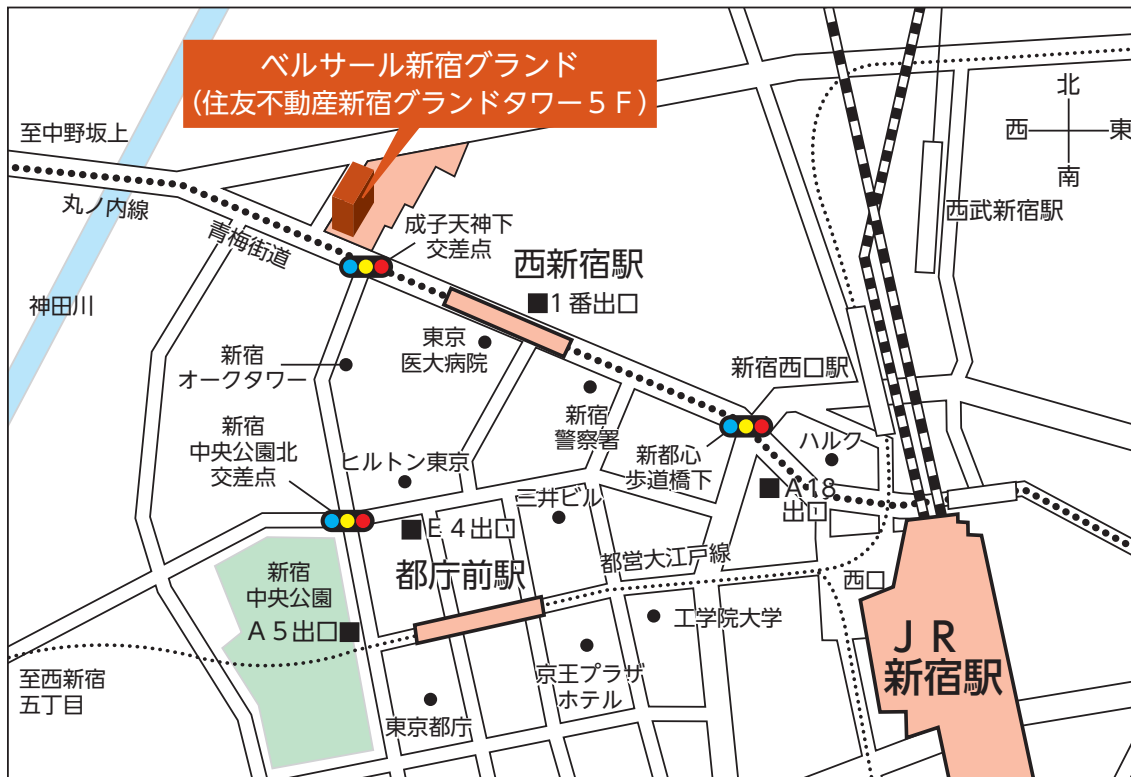 ベルサール新宿グランド
(住友不動産新宿グランドタワー５Ｆ)
北
西
東
南
至中野坂上
丸ノ内線
青梅街道
成子天神下
交差点
西新宿駅
■1番出口
西武新宿駅
神田川
新宿
オークタワー
東京
医大病院
新宿西口駅
新宿
警察署
新宿
中央公園北
交差点
ヒルトン東京
新都心
歩道橋下
ハルク
■A18
出口
三井ビル
■E４出口
都営大江戸線
都庁前駅
新宿
中央公園
A５出口■
西口
工学院大学
ＪＲ
新宿駅
至西新宿
五丁目
京王プラザ
ホテル
東京都庁